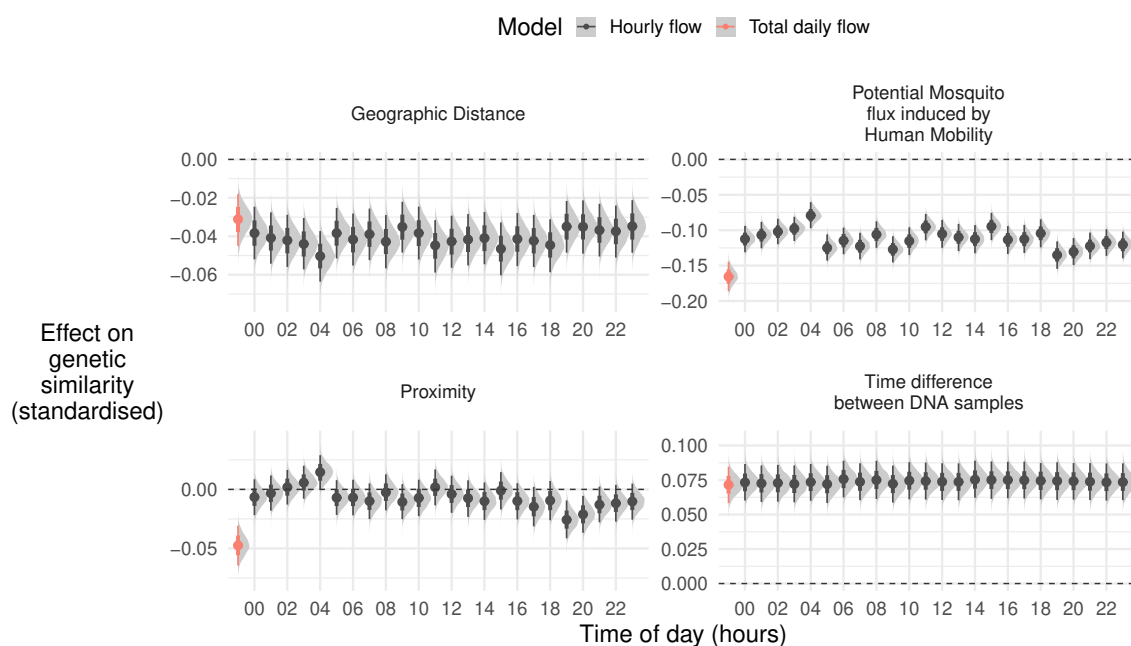 Model Hourly flow Total daily flow
Geographic Distance
Potential Mosquito
flux induced by
Human Mobility
0.00
−0.02
−0.04
−0.06
00 02 04 06 08 10 12 14 16 18 20 22
0.00
−0.05
−0.10
−0.15
−0.20
00 02 04 06 08 10 12 14 16 18 20 22
Effect on
genetic
similarity
(standardised)
Proximity
Time difference
between DNA samples
0.00
−0.05
00 02 04 06 08 10 12 14 16 18 20 22
0.100
0.075
0.050
0.025
0.000
00 02 04 06 08 10 12 14 16 18 20 22
Time of day (hours)